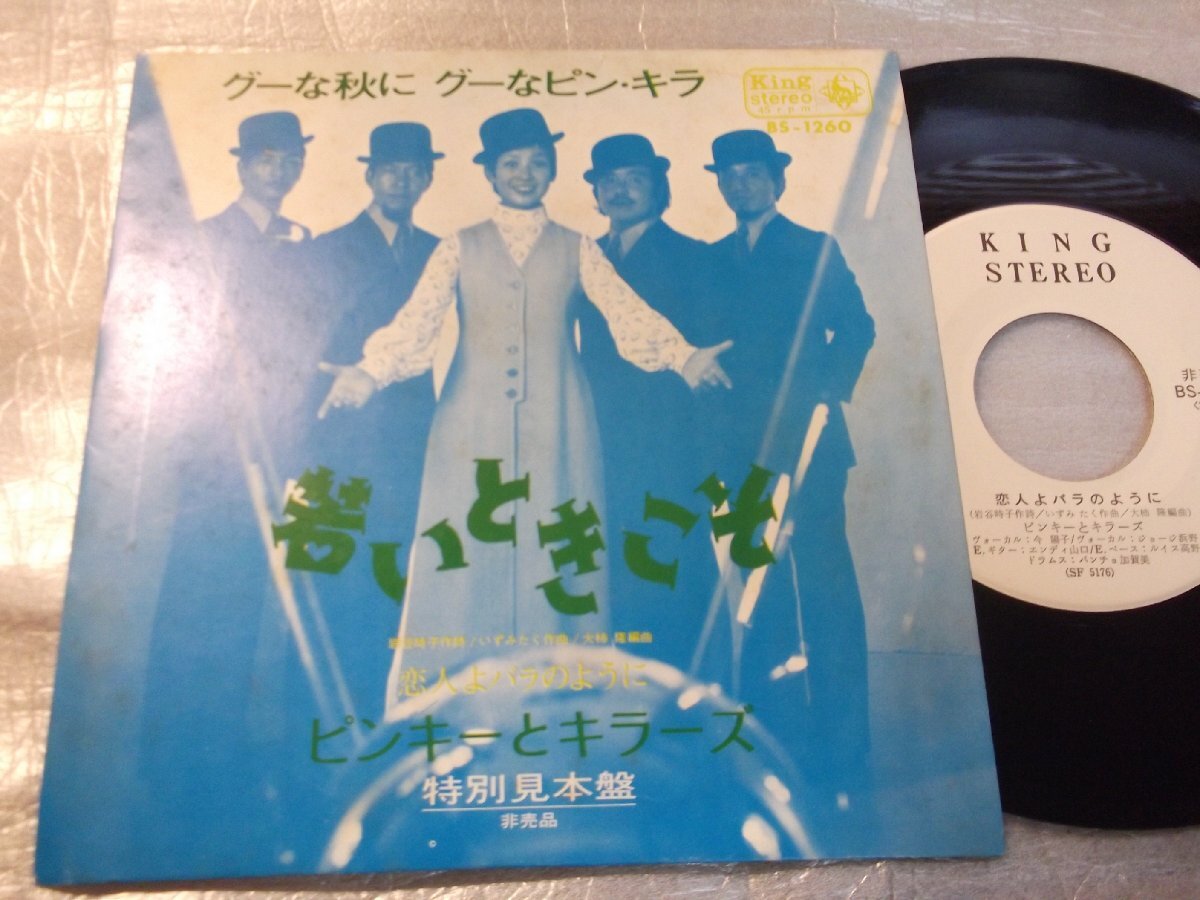 グーな秋に グーなピン・キラ
King
stereo
45 r.p.m
BS-1260
若いときこそ
岩谷時子作詩/いずみたく作曲/大柿 隆編曲
恋人よバラのように
ピンキーとキラーズ
特別見本盤
非売品
KING
STEREO
非
BS-
恋人よバラのように
(岩谷時子作詩/いずみ たく作曲/大柿 隆編曲)
ピンキーとキラーズ
ヴォーカル:今 陽子/ヴォーカル:ジョージ浜野
E,ギター:エンディ山口/E,ベース:ルイス高野
ドラムス:パンチョ加賀美
(SF 5176)